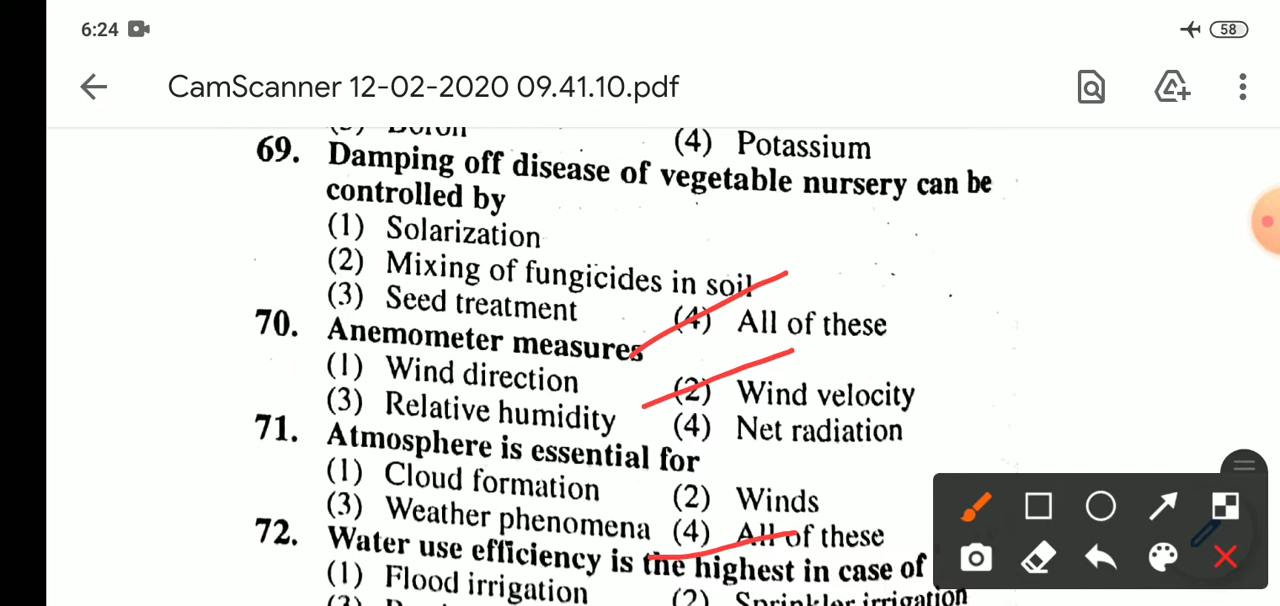 6:24
58
CamScanner 12-02-2020 09.41.10.pdf
(3) Boron (4) Potassium
69. Damping off disease of vegetable nursery can be
controlled by
(1) Solarization
(2) Mixing of fungicides in soil
(3) Seed treatment (4) All of these
70. Anemometer measures
(1) Wind direction (2) Wind velocity
(3) Relative humidity (4) Net radiation
71. Atmosphere is essential for
(1) Cloud formation (2) Winds
(3) Weather phenomena (4) All of these
72. Water use efficiency is the highest in case of
(1) Flood irrigation (2) Sprinkler irrigation